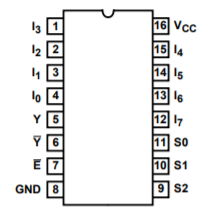 I3 1 16 VCC
I2 2 15 I4
I1 3 14 I5
I0 4 13 I6
Y 5 12 I7
Y̅ 6 11 S0
E̅ 7 10 S1
GND 8 9 S2